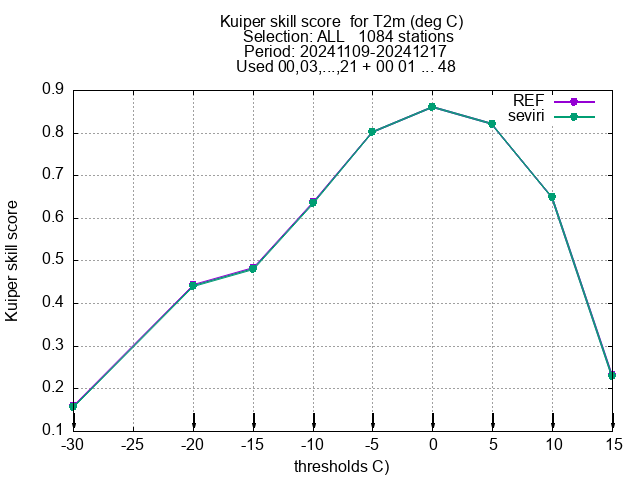 Kuiper skill score  for T2m (deg C)
Selection: ALL   1084 stations
Period: 20241109-20241217
Used 00,03,...,21 + 00 01 ... 48
REF
seviri
0.9
0.8
0.7
0.6
0.5
0.4
0.3
0.2
0.1
Kuiper skill score
-30 -25 -20 -15 -10 -5 0 5 10 15
thresholds C)